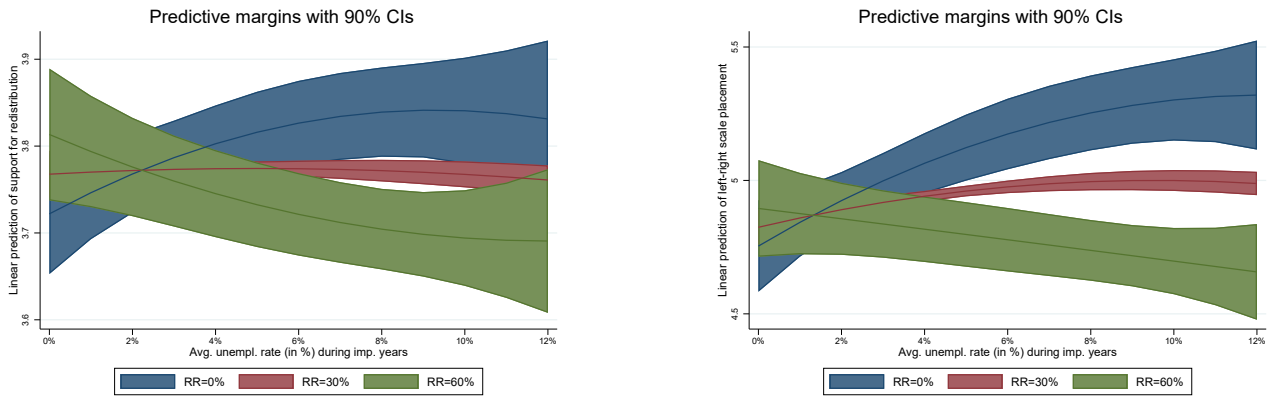 Predictive margins with 90% CIs
Linear prediction of support for redistribution
3.9
3.8
3.7
3.6
0% 2% 4% 6% 8% 10% 12%
Avg. unempl. rate (in %) during imp. years
RR=0% RR=30% RR=60%
Predictive margins with 90% CIs
Linear prediction of left-right scale placement
5.5
5
4.5
0% 2% 4% 6% 8% 10% 12%
Avg. unempl. rate (in %) during imp. years
RR=0% RR=30% RR=60%